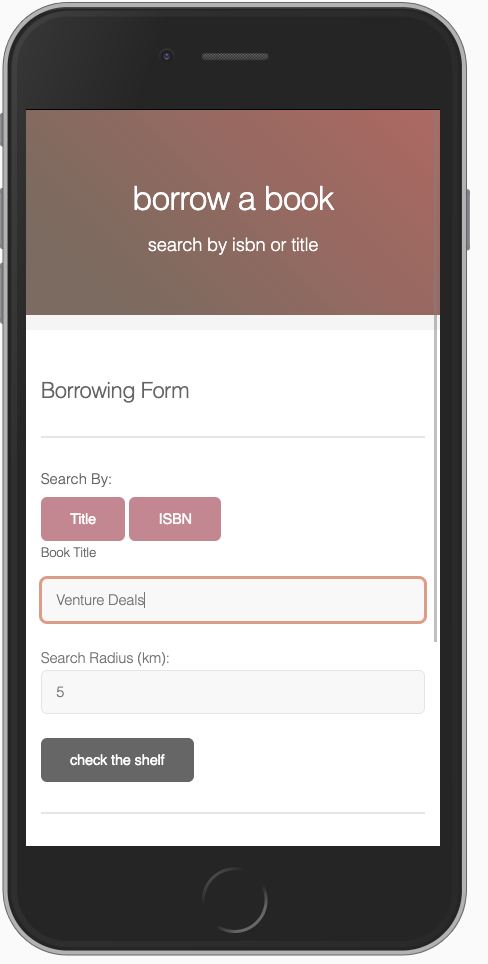 borrow a book
search by isbn or title
Borrowing Form
Search By:
Title ISBN
Book Title
Venture Deals
Search Radius (km):
5
check the shelf